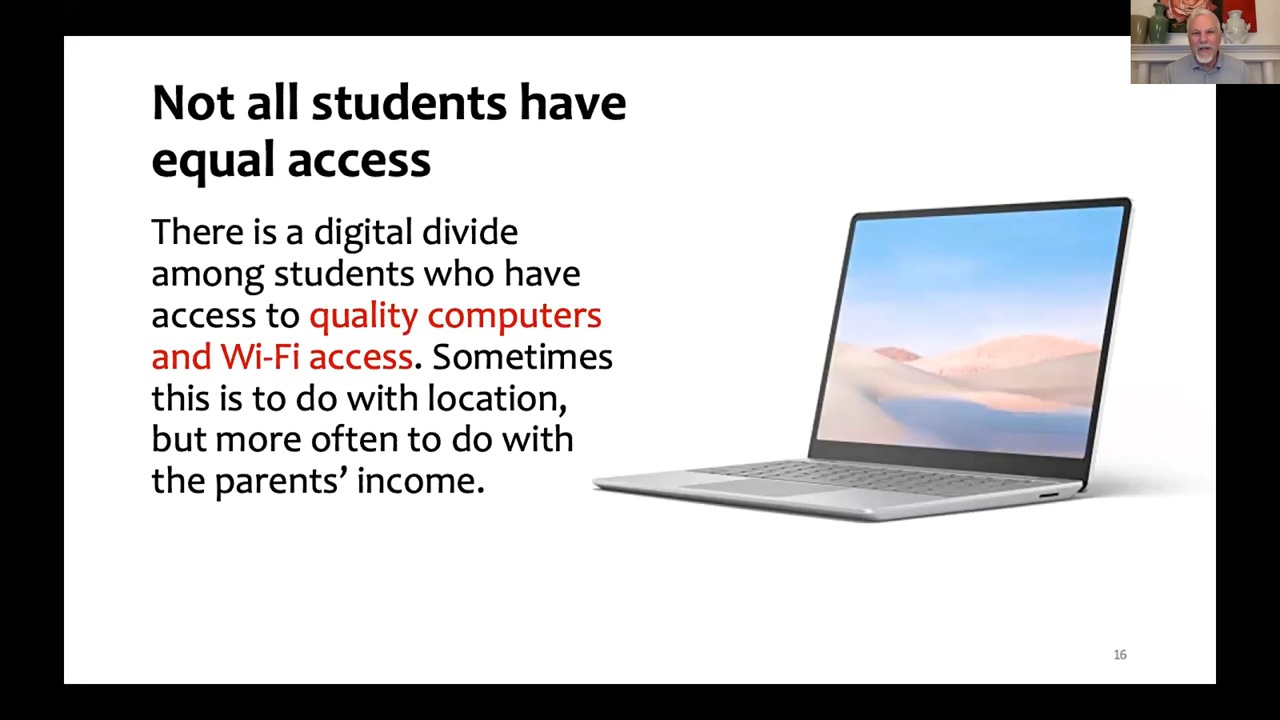 Not all students have
equal access
There is a digital divide
among students who have
access to quality computers
and Wi-Fi access. Sometimes
this is to do with location,
but more often to do with
the parents’ income.
16